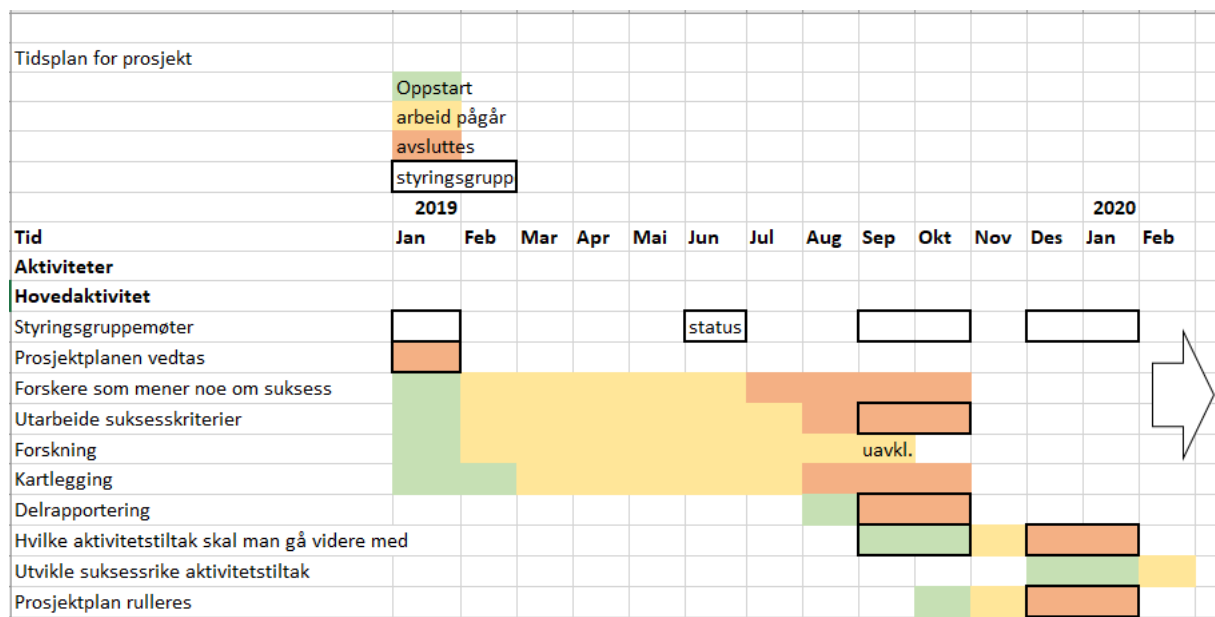 Tidsplan for prosjekt
Oppstart
arbeid pågår
avsluttes
styringsgrupp
2019 2020
Tid Jan Feb Mar Apr Mai Jun Jul Aug Sep Okt Nov Des Jan Feb
Aktiviteter
Hovedaktivitet
Styringsgruppemøter status
Prosjektplanen vedtas
Forskere som mener noe om suksess
Utarbeide suksesskriterier
Forskning uavkl.
Kartlegging
Delrapportering
Hvilke aktivitetstiltak skal man gå videre med
Utvikle suksessrike aktivitetstiltak
Prosjektplan rulleres